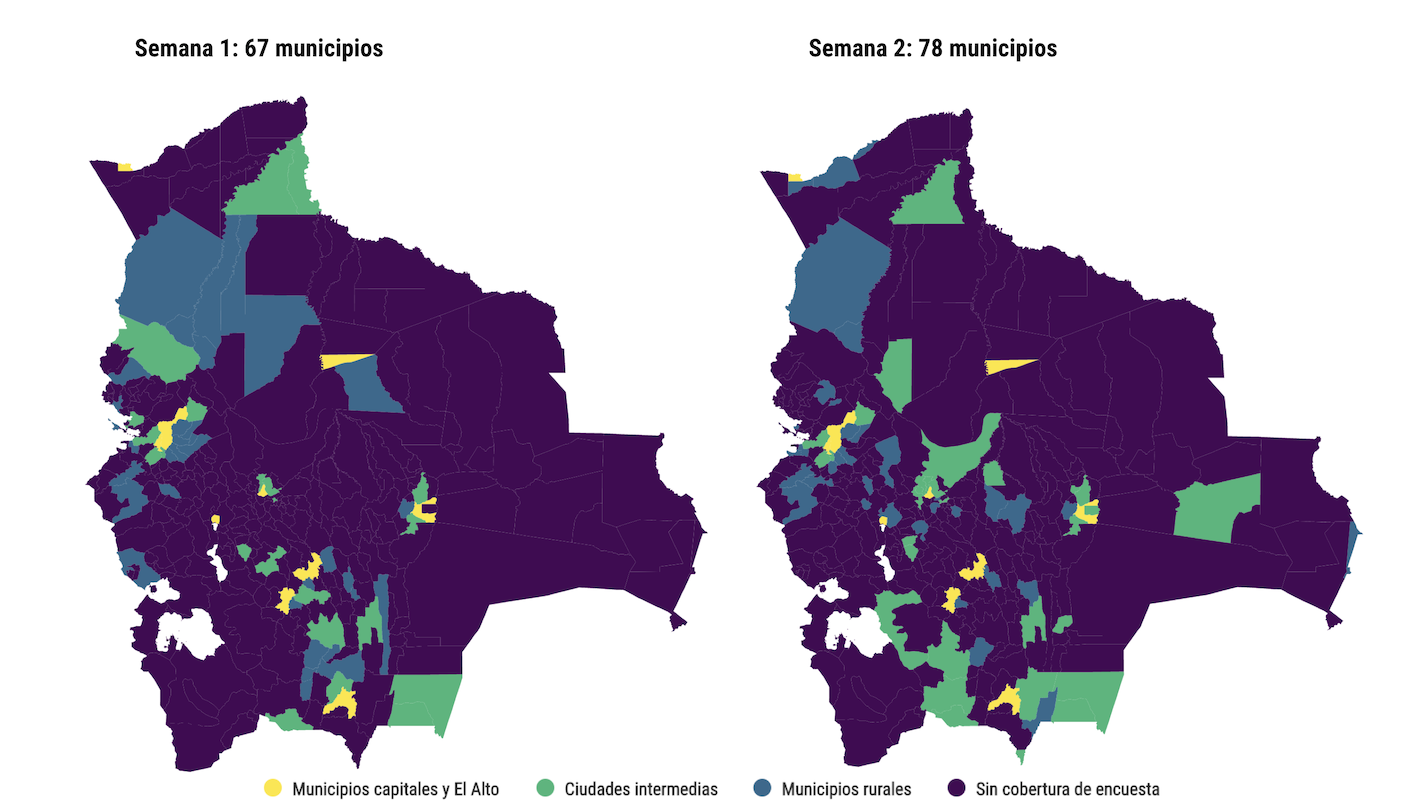 Semana 1: 67 municipios
Semana 2: 78 municipios
Municipios capitales y El Alto
Ciudades intermedias
Municipios rurales
Sin cobertura de encuesta